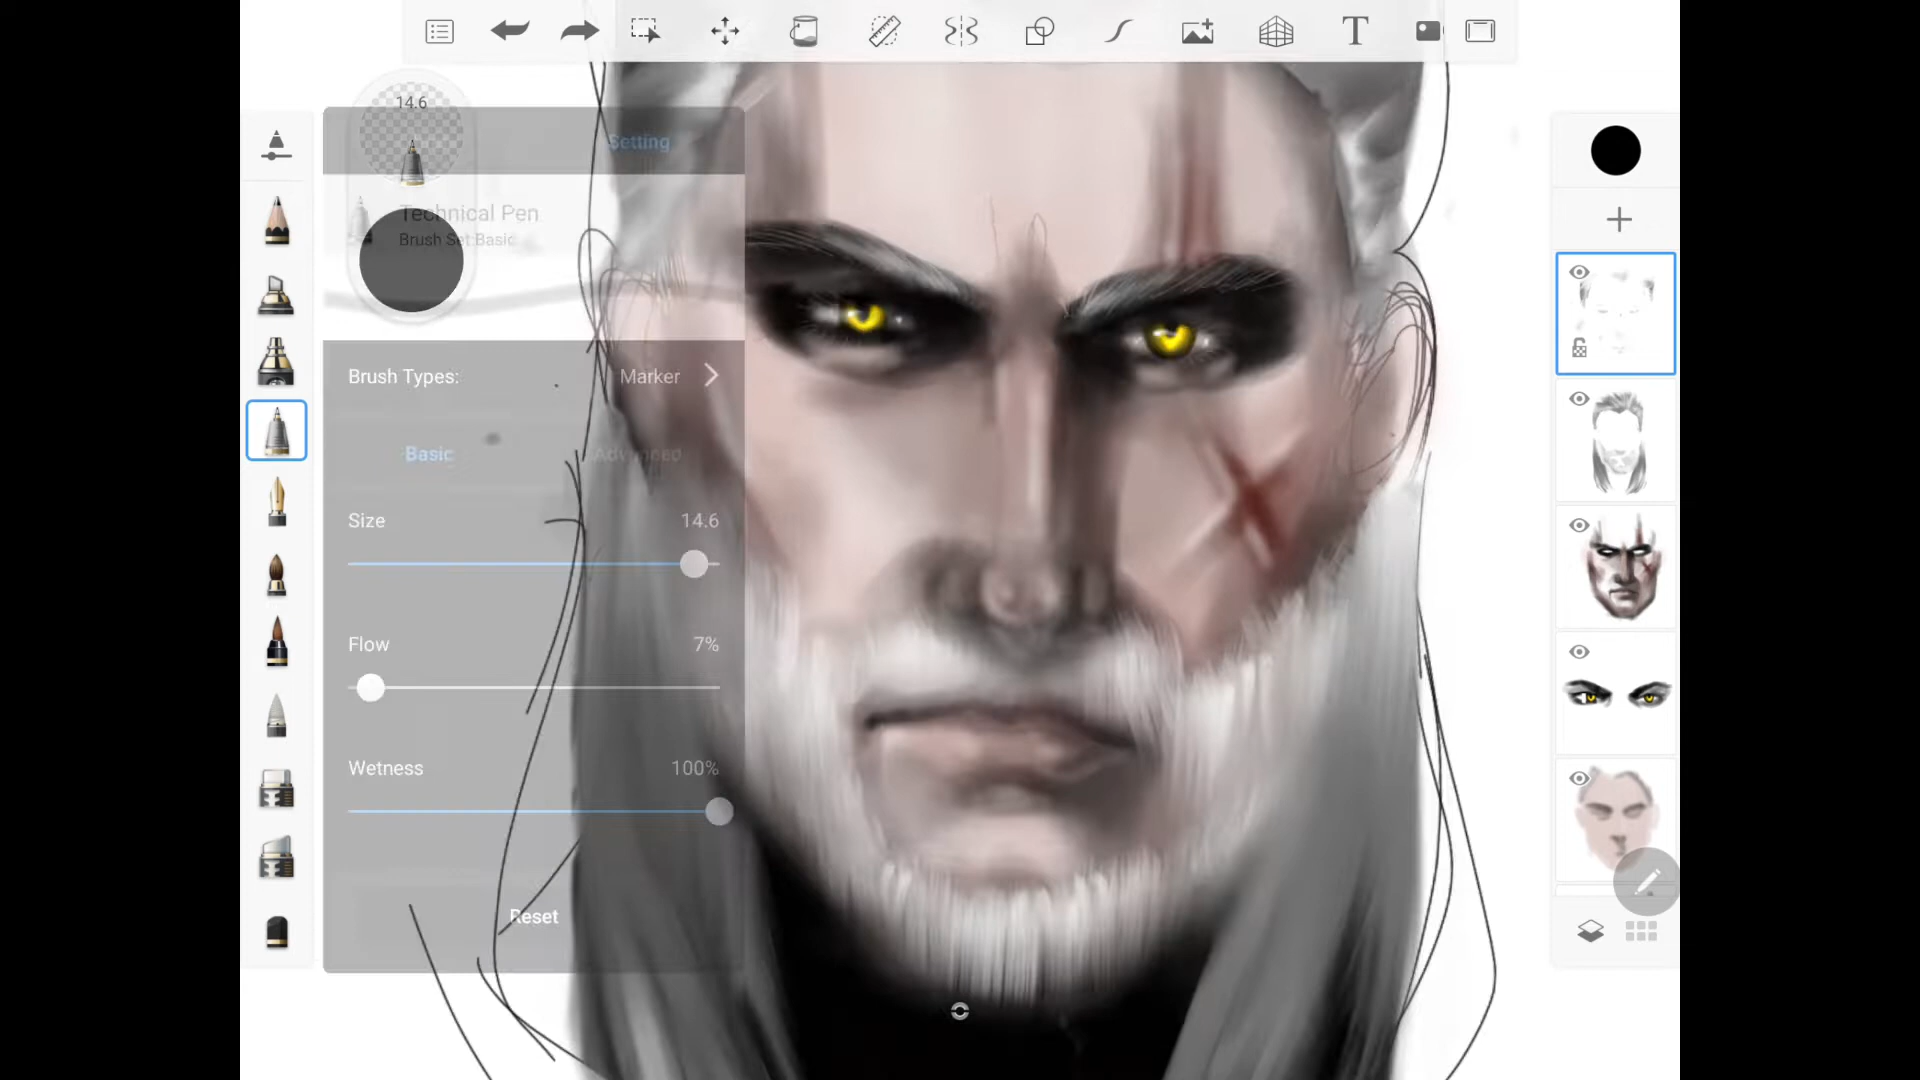 T
14.6
Setting
Technical Pen
Brush Set:Basic
Brush Types:
Marker
Basic
Advanced
Size
14.6
Flow
7%
Wetness
100%
Reset